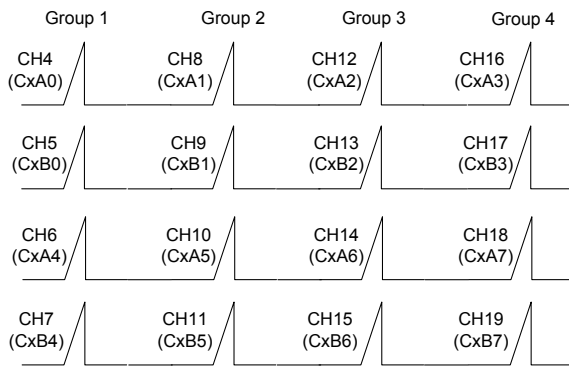 Group 1 Group 2 Group 3 Group 4
CH4 CH8 CH12 CH16
(CxA0) (CxA1) (CxA2) (CxA3)
CH5 CH9 CH13 CH17
(CxB0) (CxB1) (CxB2) (CxB3)
CH6 CH10 CH14 CH18
(CxA4) (CxA5) (CxA6) (CxA7)
CH7 CH11 CH15 CH19
(CxB4) (CxB5) (CxB6) (CxB7)